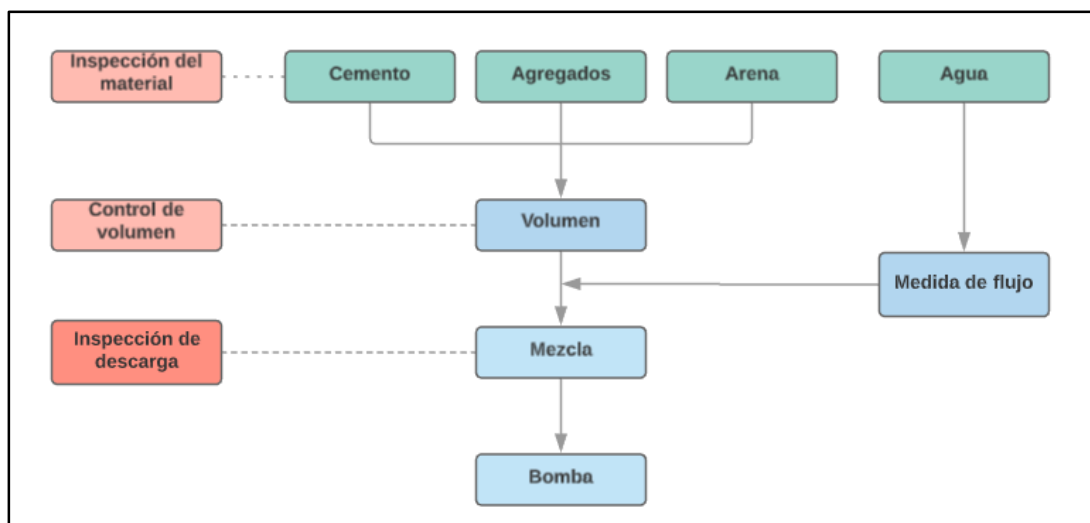 Inspección del
material
Cemento
Agregados
Arena
Agua
Control de
volumen
Volumen
Medida de flujo
Inspección de
descarga
Mezcla
Bomba